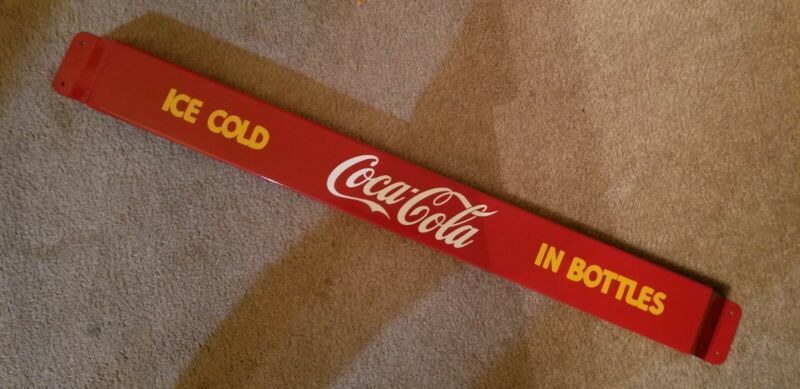 ICE COLD Coca-Cola IN BOTTLES